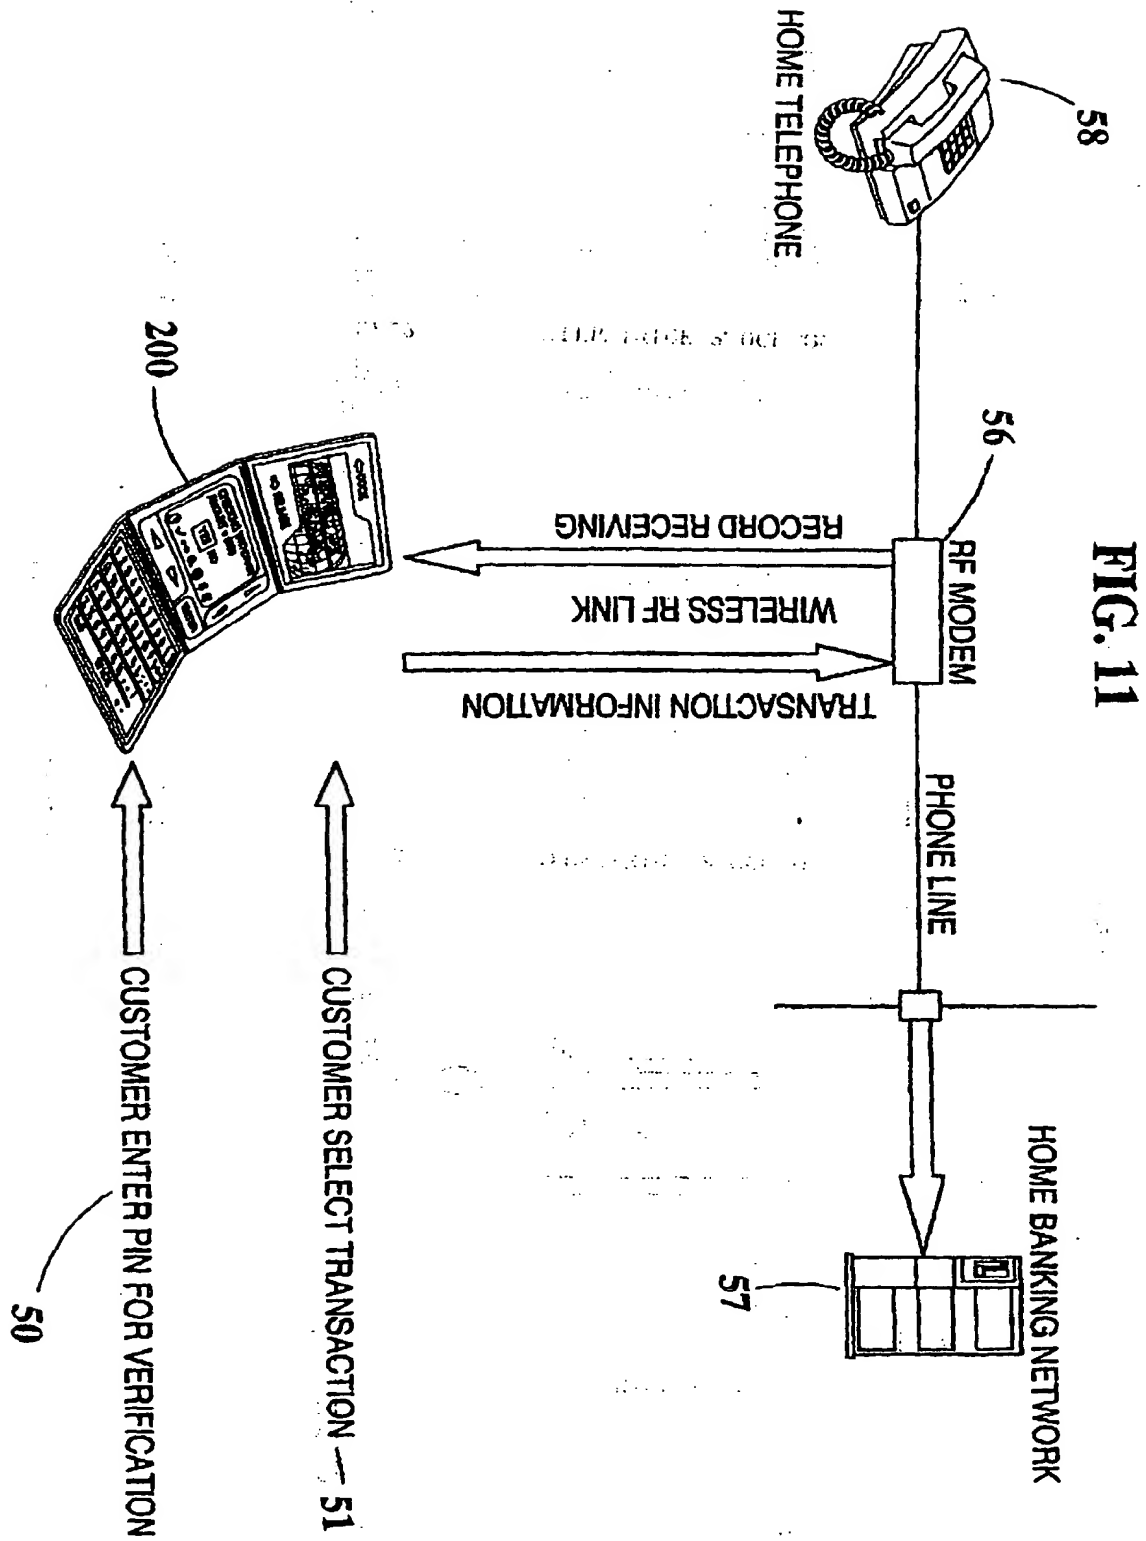 FIG. 11
58
HOME TELEPHONE
56
RF MODEM
PHONE LINE
HOME BANKING NETWORK
57
RECORD RECEIVING
WIRELESS RF LINK
TRANSACTION INFORMATION
200
CUSTOMER SELECT TRANSACTION — 51
CUSTOMER ENTER PIN FOR VERIFICATION
50